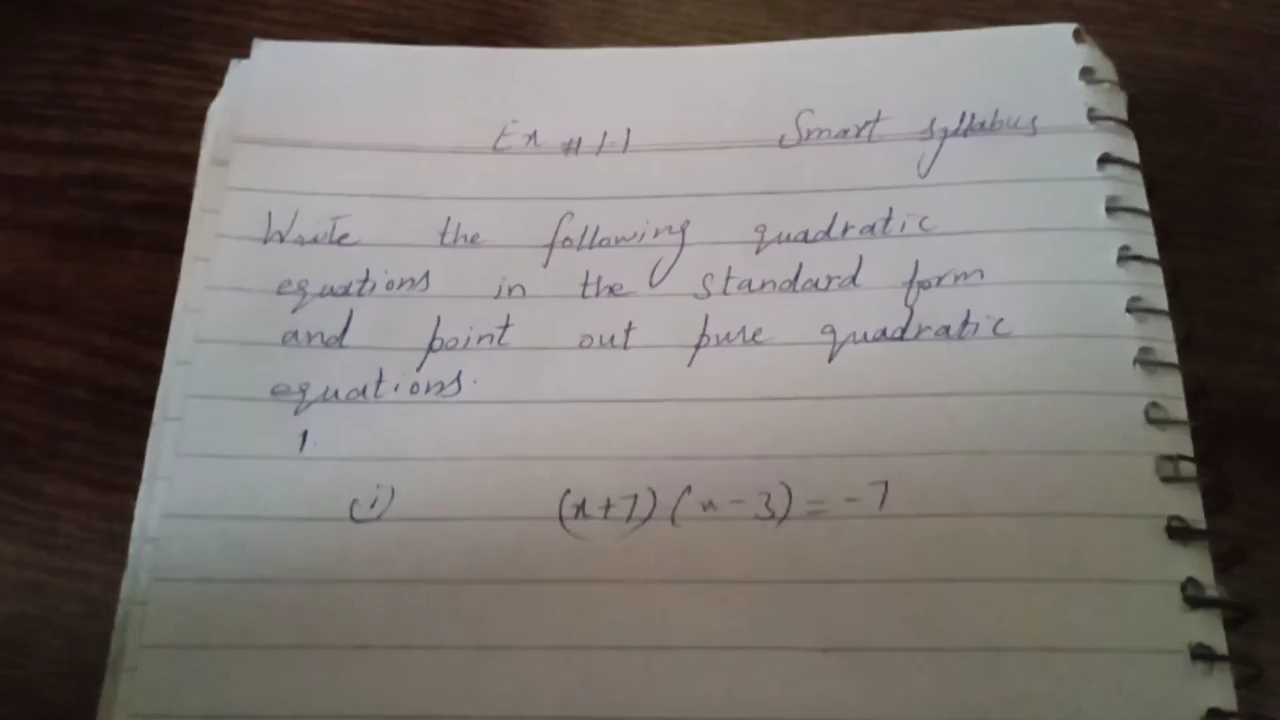 Ex # 1.1 Smart syllabus
Write the following quadratic
equations in the standard form
and point out pure quadratic
equations.
1.
(i) (x+7)(x-3) = -7